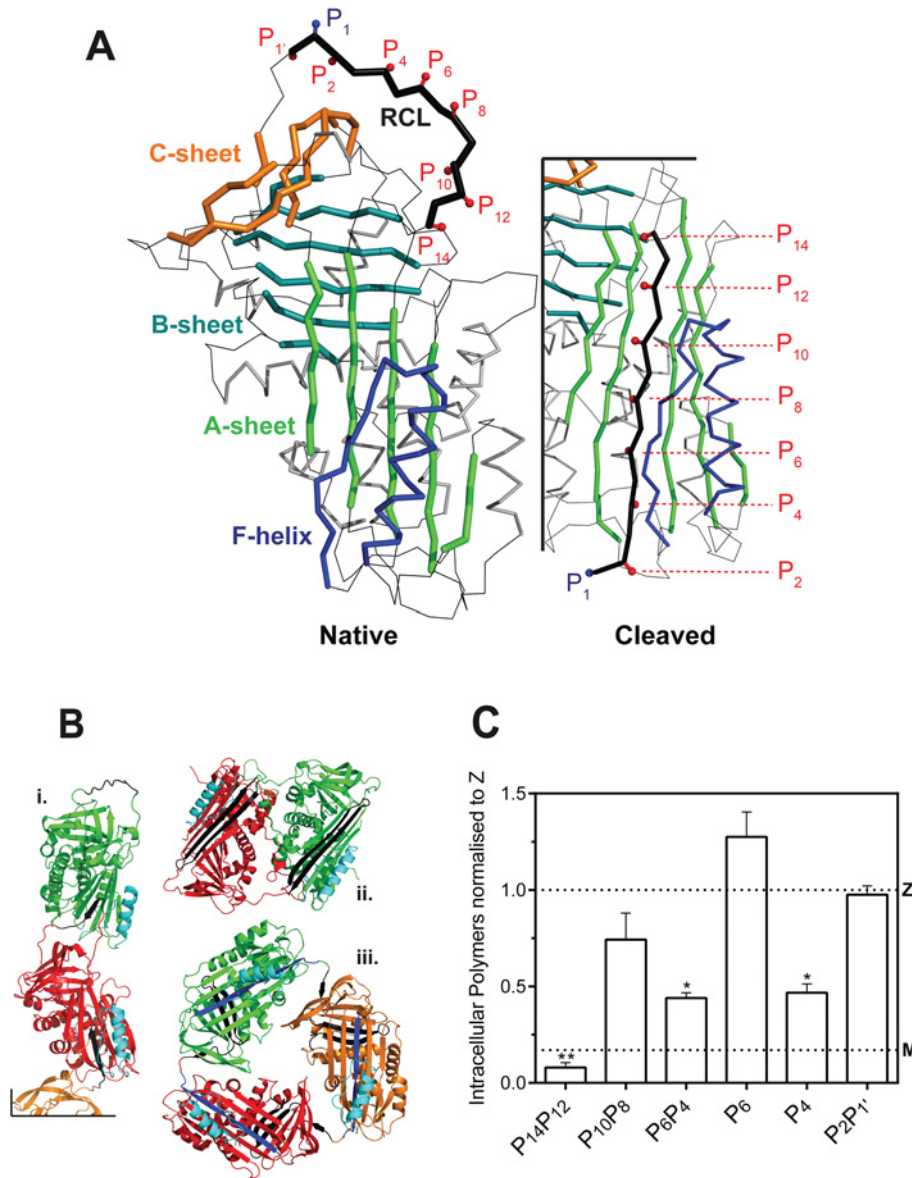 A
P1
P1'
P2
P4
P6
P8
RCL
C-sheet
P10
P12
P14
B-sheet
A-sheet
F-helix
Native
P14
P12
P10
P8
P6
P4
P2
P1
Cleaved
B
i.
ii.
iii.
C
Intracellular Polymers normalised to Z
1.5
1.0
0.5
0.0
Z
M
**
*
*
P14P12
P10P8
P6P4
P6
P4
P2P1'